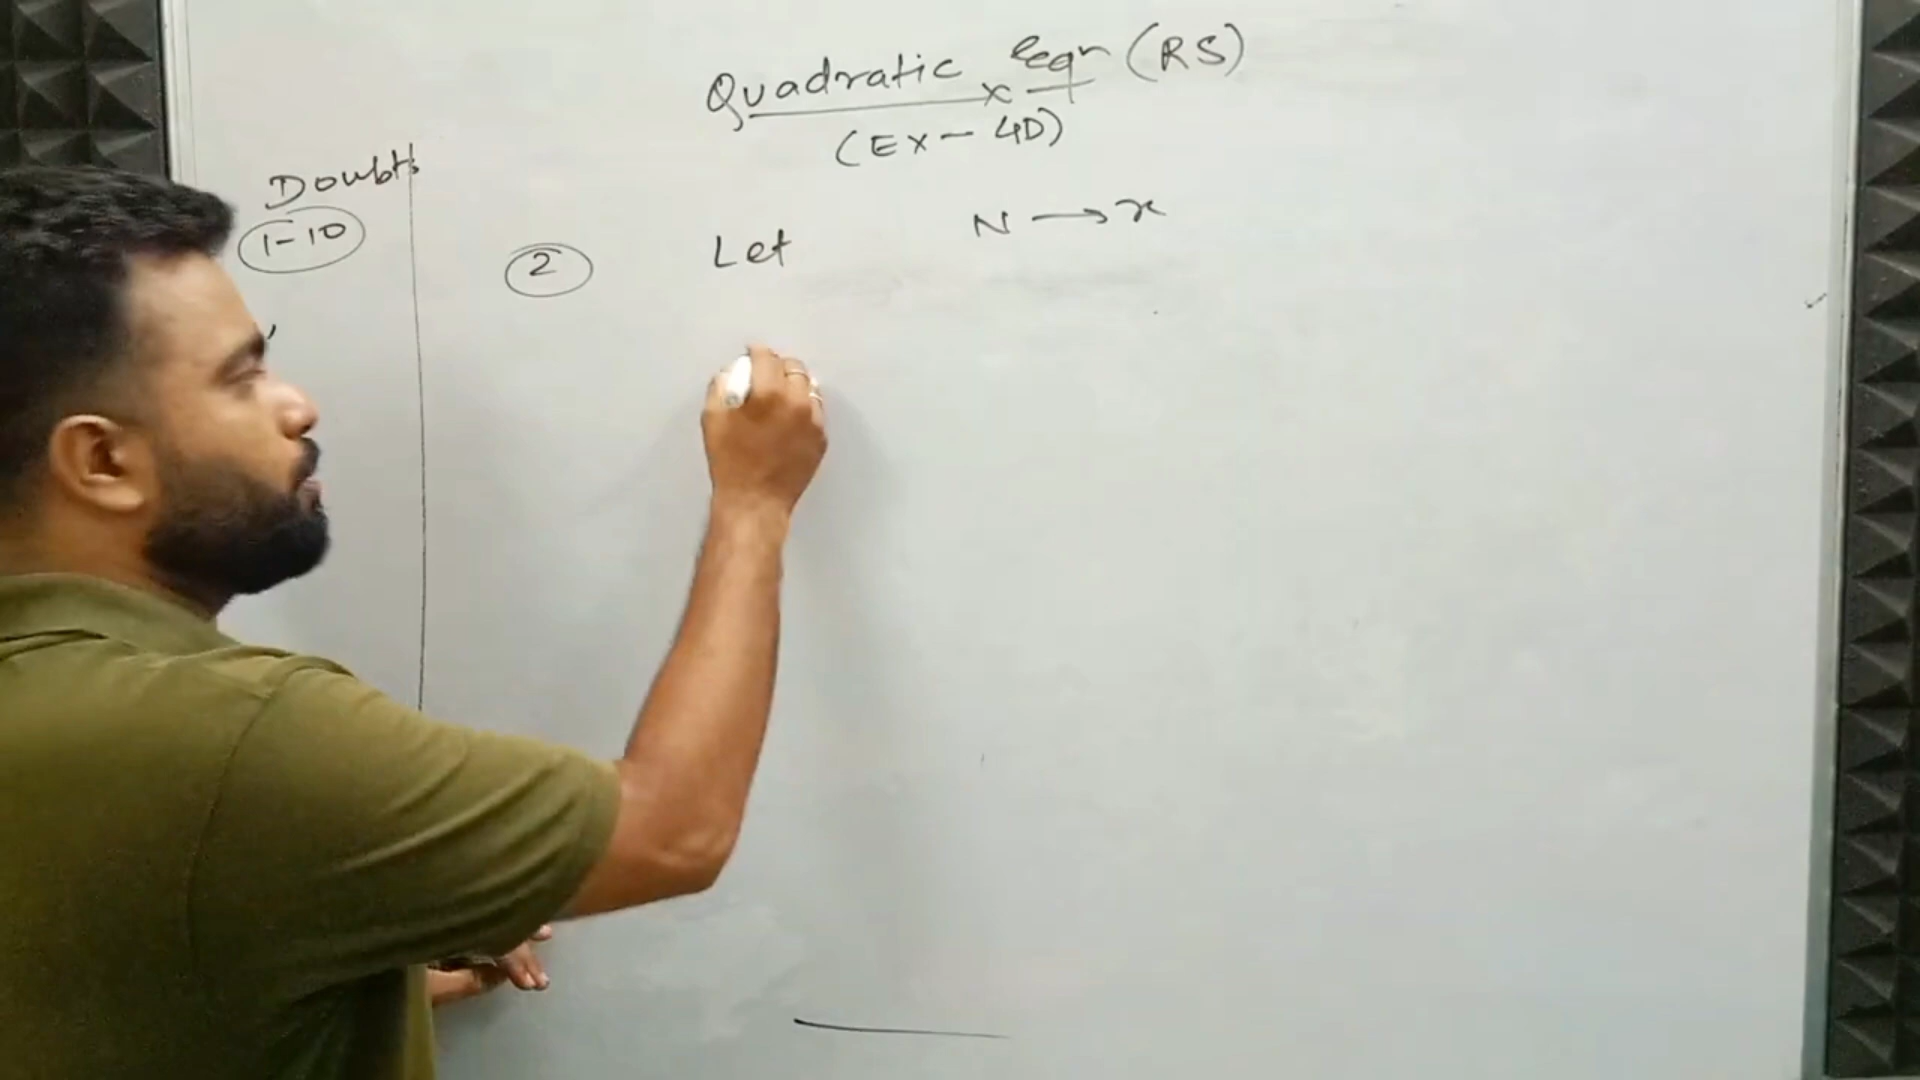 Quadratic Eqn (RS)
(Ex - 4D)
Doubts
1-10
2 Let N → x